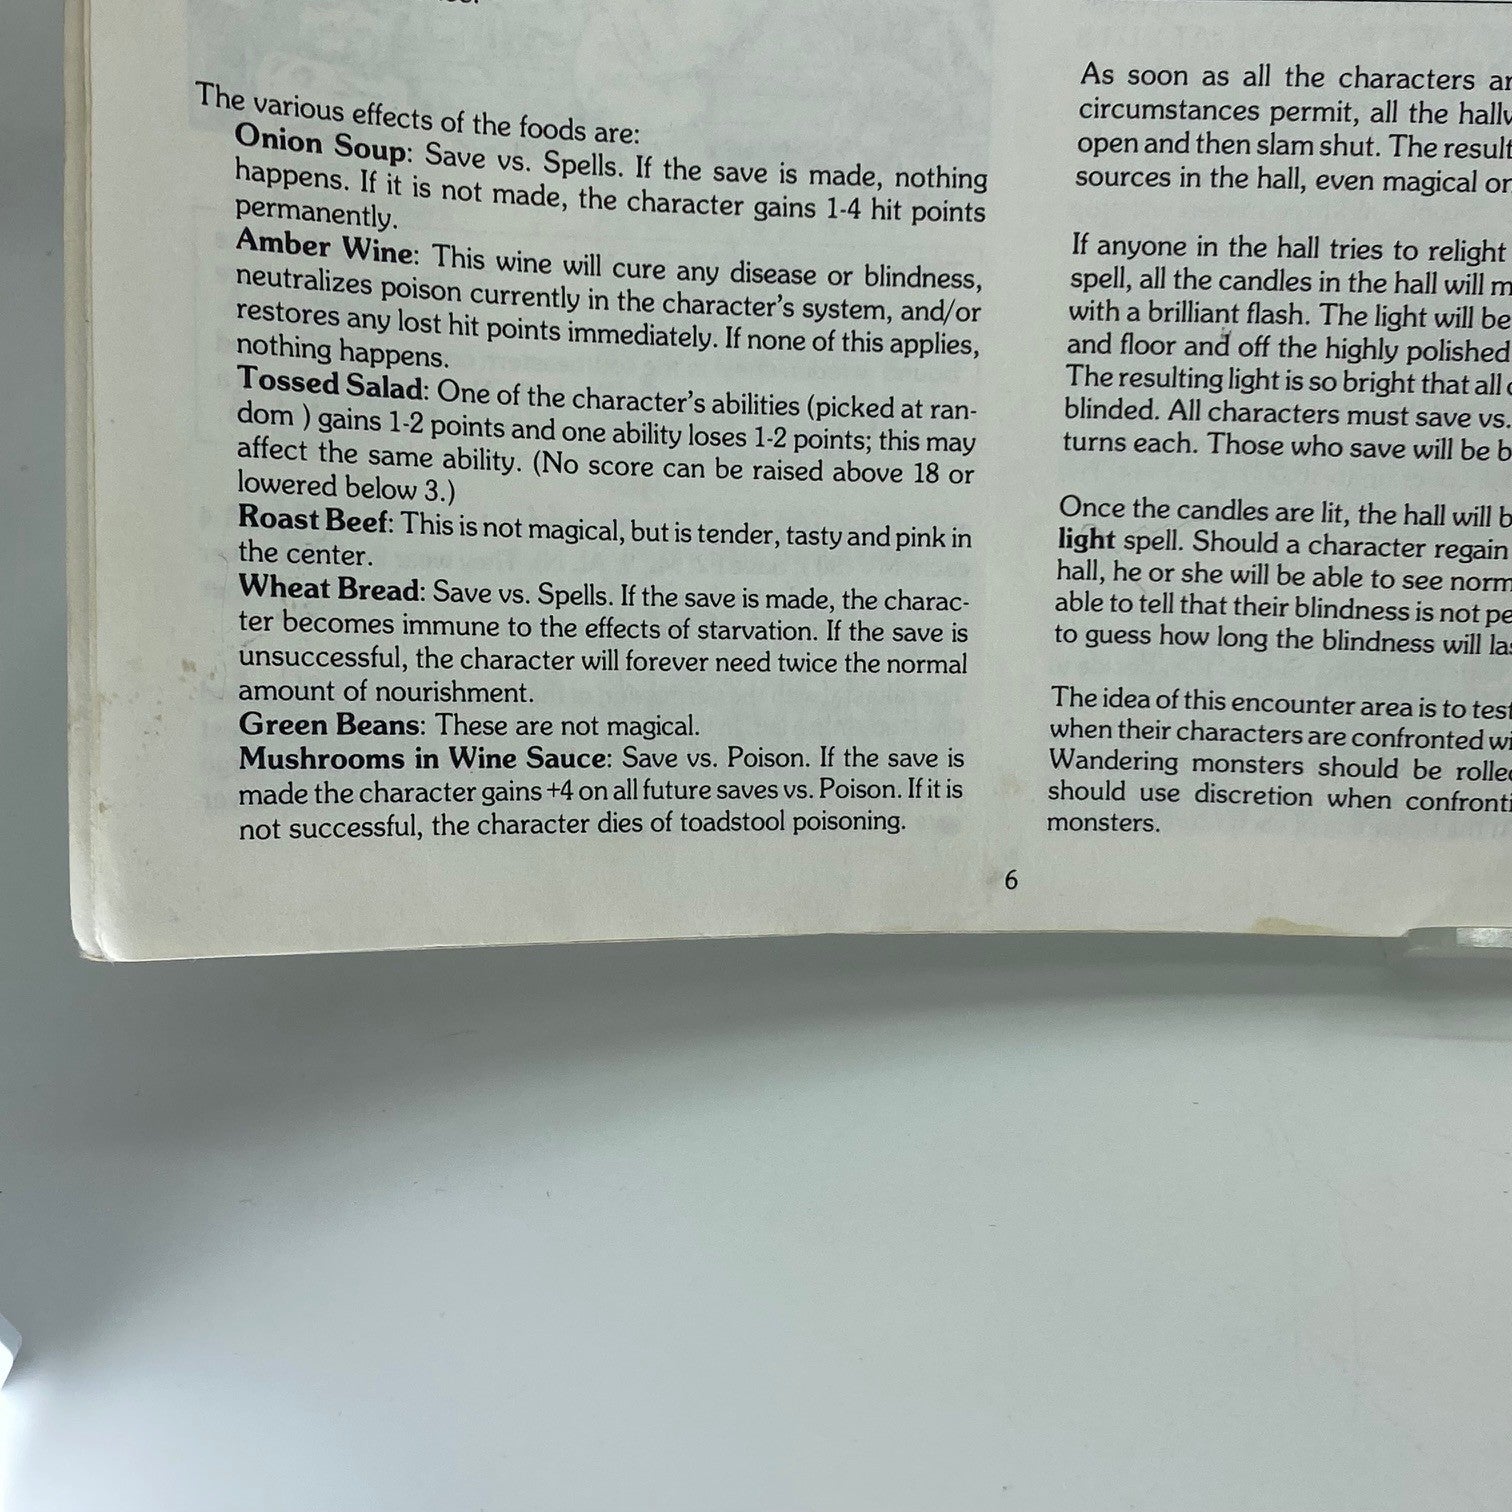 The various effects of the foods are:
Onion Soup: Save vs. Spells. If the save is made, nothing
happens. If it is not made, the character gains 1-4 hit points
permanently.
Amber Wine: This wine will cure any disease or blindness,
neutralizes poison currently in the character's system, and/or
restores any lost hit points immediately. If none of this applies,
nothing happens.
Tossed Salad: One of the character's abilities (picked at ran-
dom ) gains 1-2 points and one ability loses 1-2 points; this may
affect the same ability. (No score can be raised above 18 or
lowered below 3.)
Roast Beef: This is not magical, but is tender, tasty and pink in
the center.
Wheat Bread: Save vs. Spells. If the save is made, the charac-
ter becomes immune to the effects of starvation. If the save is
unsuccessful, the character will forever need twice the normal
amount of nourishment.
Green Beans: These are not magical.
Mushrooms in Wine Sauce: Save vs. Poison. If the save is
made the character gains +4 on all future saves vs. Poison. If it is
not successful, the character dies of toadstool poisoning.
As soon as all the characters
circumstances permit, all the
open and then slam shut. The
sources in the hall, even magical
If anyone in the hall tries to relight
spell, all the candles in the hall will
with a brilliant flash. The light will be
and floor and off the highly polished
The resulting light is so bright that all
blinded. All characters must save vs.
turns each. Those who save will be
Once the candles are lit, the hall will
light spell. Should a character regain
hall, he or she will be able to see
able to tell that their blindness is not
to guess how long the blindness will
The idea of this encounter area is to
when their characters are confronted
Wandering monsters should be
should use discretion when
monsters.
6